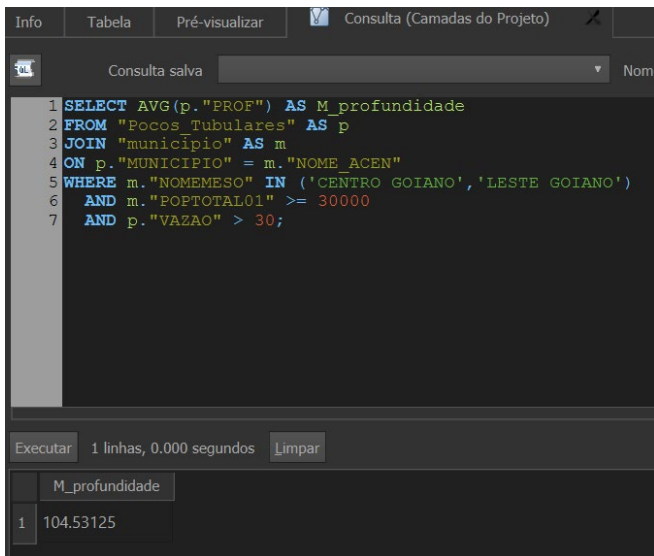 Info Tabela Pré-visualizar Consulta (Camadas do Projeto)
SQL Consulta salva Nom
1 SELECT AVG(p."PROF") AS M_profundidade
2 FROM "Pocos_Tubulares" AS p
3 JOIN "município" AS m
4 ON p."MUNICIPIO" = m."NOME_ACEN"
5 WHERE m."NOMEMESO" IN ('CENTRO GOIANO','LESTE GOIANO')
6 AND m."POPTOTAL01" >= 30000
7 AND p."VAZAO" > 30;
Executar 1 linhas, 0.000 segundos Limpar
M_profundidade
1 104.53125